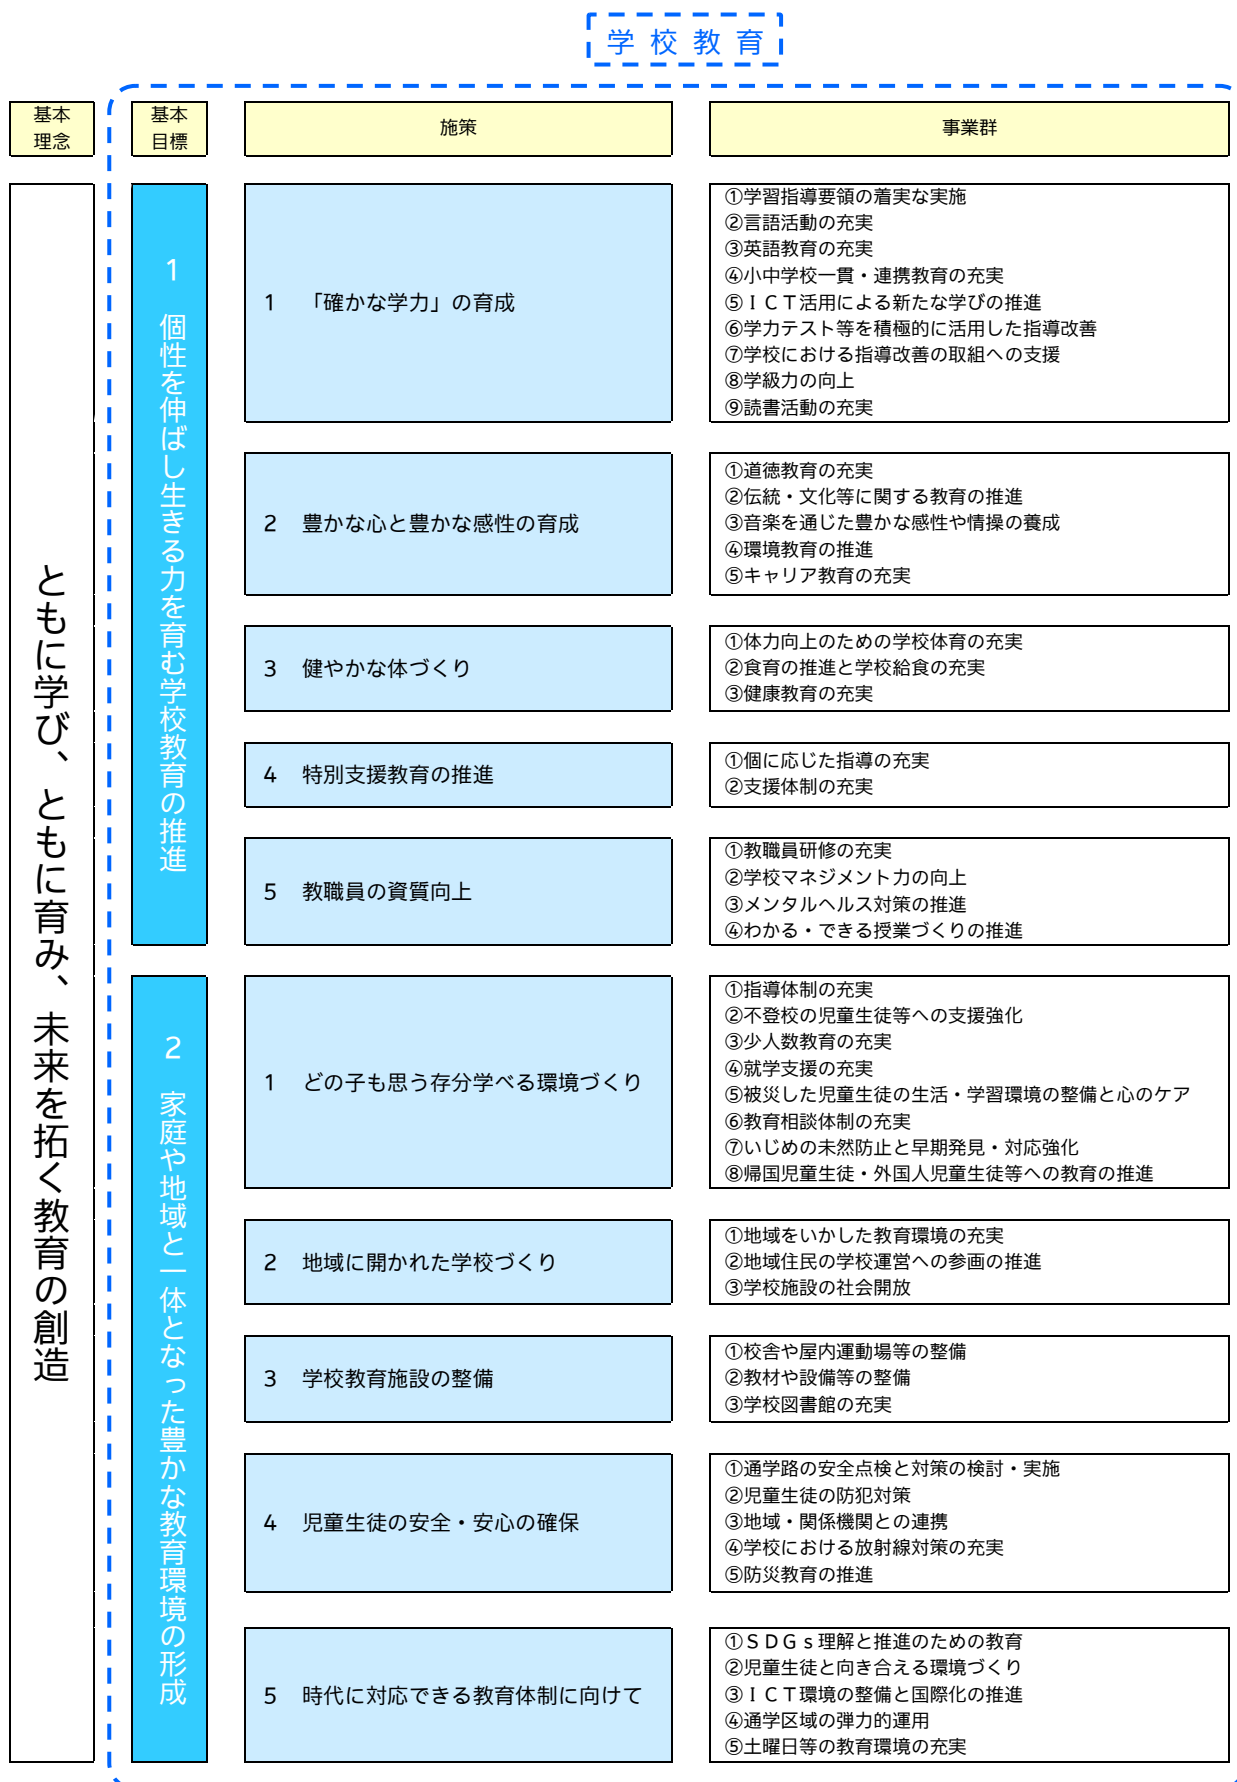 学校教育
基本
理念
基本
目標
施策
事業群
ともに学び、ともに育み、未来を拓く教育の創造
1 個性を伸ばし生きる力を育む学校教育の推進
1 「確かな学力」の育成
①学習指導要領の着実な実施
②言語活動の充実
③英語教育の充実
④小中学校一貫・連携教育の充実
⑤ＩＣＴ活用による新たな学びの推進
⑥学力テスト等を積極的に活用した指導改善
⑦学校における指導改善の取組への支援
⑧学級力の向上
⑨読書活動の充実
2 豊かな心と豊かな感性の育成
①道徳教育の充実
②伝統・文化等に関する教育の推進
③音楽を通じた豊かな感性や情操の養成
④環境教育の推進
⑤キャリア教育の充実
3 健やかな体づくり
①体力向上のための学校体育の充実
②食育の推進と学校給食の充実
③健康教育の充実
4 特別支援教育の推進
①個に応じた指導の充実
②支援体制の充実
5 教職員の資質向上
①教職員研修の充実
②学校マネジメント力の向上
③メンタルヘルス対策の推進
④わかる・できる授業づくりの推進
2 家庭や地域と一体となった豊かな教育環境の形成
1 どの子も思う存分学べる環境づくり
①指導体制の充実
②不登校の児童生徒等への支援強化
③少人数教育の充実
④就学支援の充実
⑤被災した児童生徒の生活・学習環境の整備と心のケア
⑥教育相談体制の充実
⑦いじめの未然防止と早期発見・対応強化
⑧帰国児童生徒・外国人児童生徒等への教育の推進
2 地域に開かれた学校づくり
①地域をいかした教育環境の充実
②地域住民の学校運営への参画の推進
③学校施設の社会開放
3 学校教育施設の整備
①校舎や屋内運動場等の整備
②教材や設備等の整備
③学校図書館の充実
4 児童生徒の安全・安心の確保
①通学路の安全点検と対策の検討・実施
②児童生徒の防犯対策
③地域・関係機関との連携
④学校における放射線対策の充実
⑤防災教育の推進
5 時代に対応できる教育体制に向けて
①ＳＤＧｓ理解と推進のための教育
②児童生徒と向き合える環境づくり
③ＩＣＴ環境の整備と国際化の推進
④通学区域の弾力的運用
⑤土曜日等の教育環境の充実